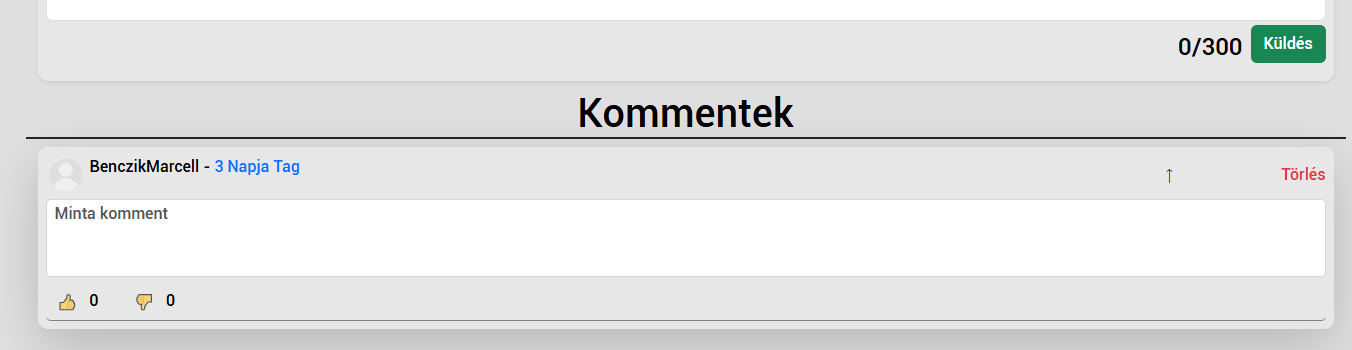 0/300 Küldés
Kommentek
BenczikMarcell - 3 Napja Tag ↑ Törlés
Minta komment
0 0